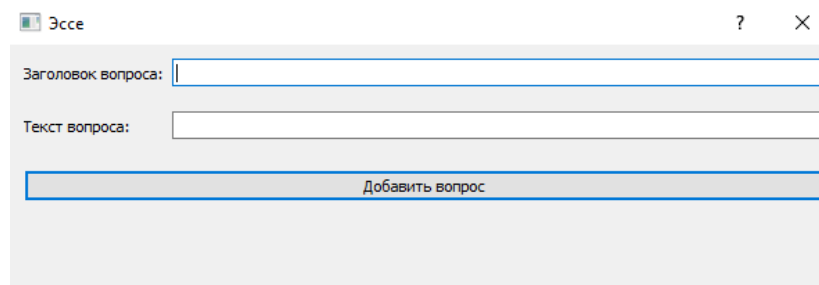 Эссе ?
Заголовок вопроса:
Текст вопроса:
Добавить вопрос